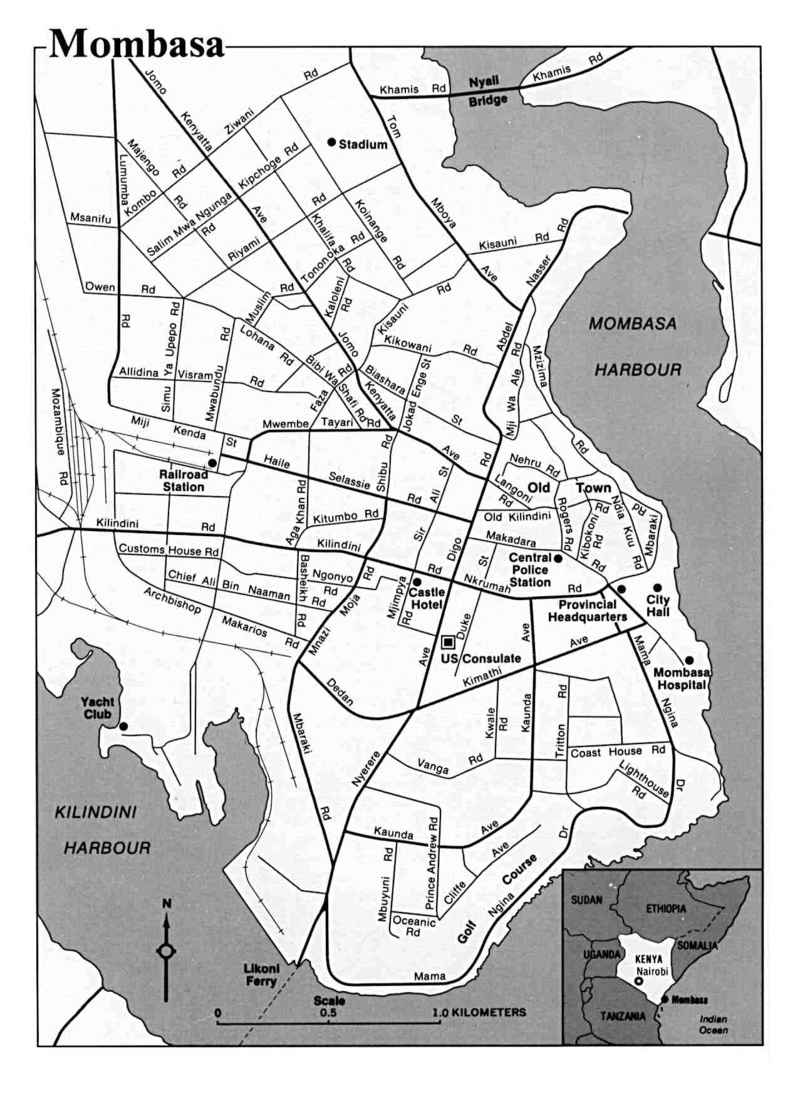 Mombasa
Khamis Rd
Nyali
Bridge
Khamis Rd
Jomo Kenyatta Ave
Ziwani Rd
Tom Mboya Ave
Stadium
Majengo Rd
Lumumba Rd
Kombo Rd
Kipchoge Rd
Salim Mwa Ngunga Rd
Msanifu
Riyami Rd
Khalifa Rd
Koinange Rd
Tononoka Rd
Kisauni Rd
Abdel Nasser Rd
Owen Rd
Muslim Rd
Kaloleni Rd
Kisauni Rd
MOMBASA
HARBOUR
Simu Ya Upepo Rd
Mwabundu Rd
Lohana Rd
Jomo Kenyatta Ave
Kikowani Rd
Bibi Wa Shafi Rd
Biashara St
Jokad Enge St
Mji Wa Ale Rd
Mzizima Rd
Allidina Visram Rd
Faza Rd
Mozambique Rd
Miji Kenda St
Mwembe Tayari Rd
Railroad
Station
Haile Selassie Rd
Shibu Rd
Aga Khan Rd
Sir Ali St
Digo Rd
Nehru Rd
Langoni
Rd
Old Town
Ndia Kuu Rd
Mbaraki Rd
Rogers Rd
Kibokoni Rd
Rd
Old Kilindini
Makadara
St
Kilindini Rd
Kitumbo Rd
Kilindini Rd
Customs House Rd
Basheikh Rd
Ngonyo
Rd
Central
Police
Station
Chief Ali Bin Naaman Rd
Archbishop Makarios Rd
Mnazi Moja Rd
Mjimpya
Rd
Castle
Hotel
Nkrumah Rd
City
Hall
Provincial
Headquarters
US Consulate
Duke
Ave
Mama Ngina Dr
Mombasa
Hospital
Dedan Kimathi Ave
Yacht
Club
Mbaraki Rd
Nyerere Ave
Kwale
Rd
Kaunda Ave
Tritton Rd
Coast House Rd
Vanga Rd
Lighthouse
Rd
KILINDINI
HARBOUR
Kaunda Ave
Mbuyuni Rd
Prince Andrew Rd
Cliffe Ave
Oceanic
Rd
Golf Course
Mama Ngina Dr
N
Likoni
Ferry
Scale
0 0.5 1.0 KILOMETERS
SUDAN
ETHIOPIA
UGANDA
KENYA
SOMALIA
Nairobi
Mombasa
TANZANIA
Indian
Ocean